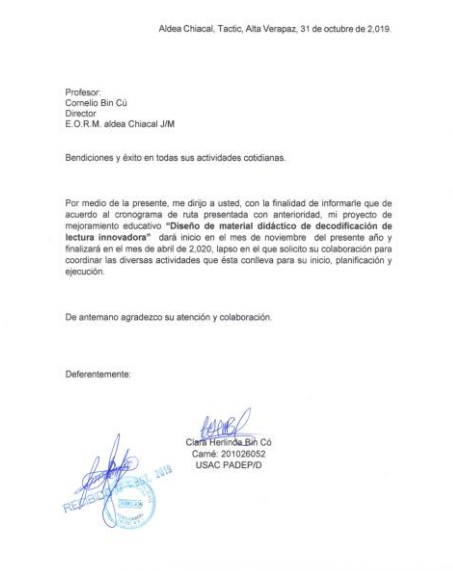 Aldea Chiacal, Tactic, Alta Verapaz, 31 de octubre de 2,019.
Profesor:
Cornelio Bin Cú
Director
E.O.R.M. aldea Chiacal J/M
Bendiciones y éxito en todas sus actividades cotidianas.
Por medio de la presente, me dirijo a usted, con la finalidad de informarle que de
acuerdo al cronograma de ruta presentada con anterioridad, mi proyecto de
mejoramiento educativo “Diseño de material didáctico de decodificación de
lectura innovadora” dará inicio en el mes de noviembre del presente año y
finalizará en el mes de abril de 2,020, lapso en el que solicito su colaboración para
coordinar las diversas actividades que ésta conlleva para su inicio, planificación y
ejecución.
De antemano agradezco su atención y colaboración.
Deferentemente:
Clara Herlinda Bin Có
Carné: 201026052
USAC PADEP/D
RECIBIDO 2019